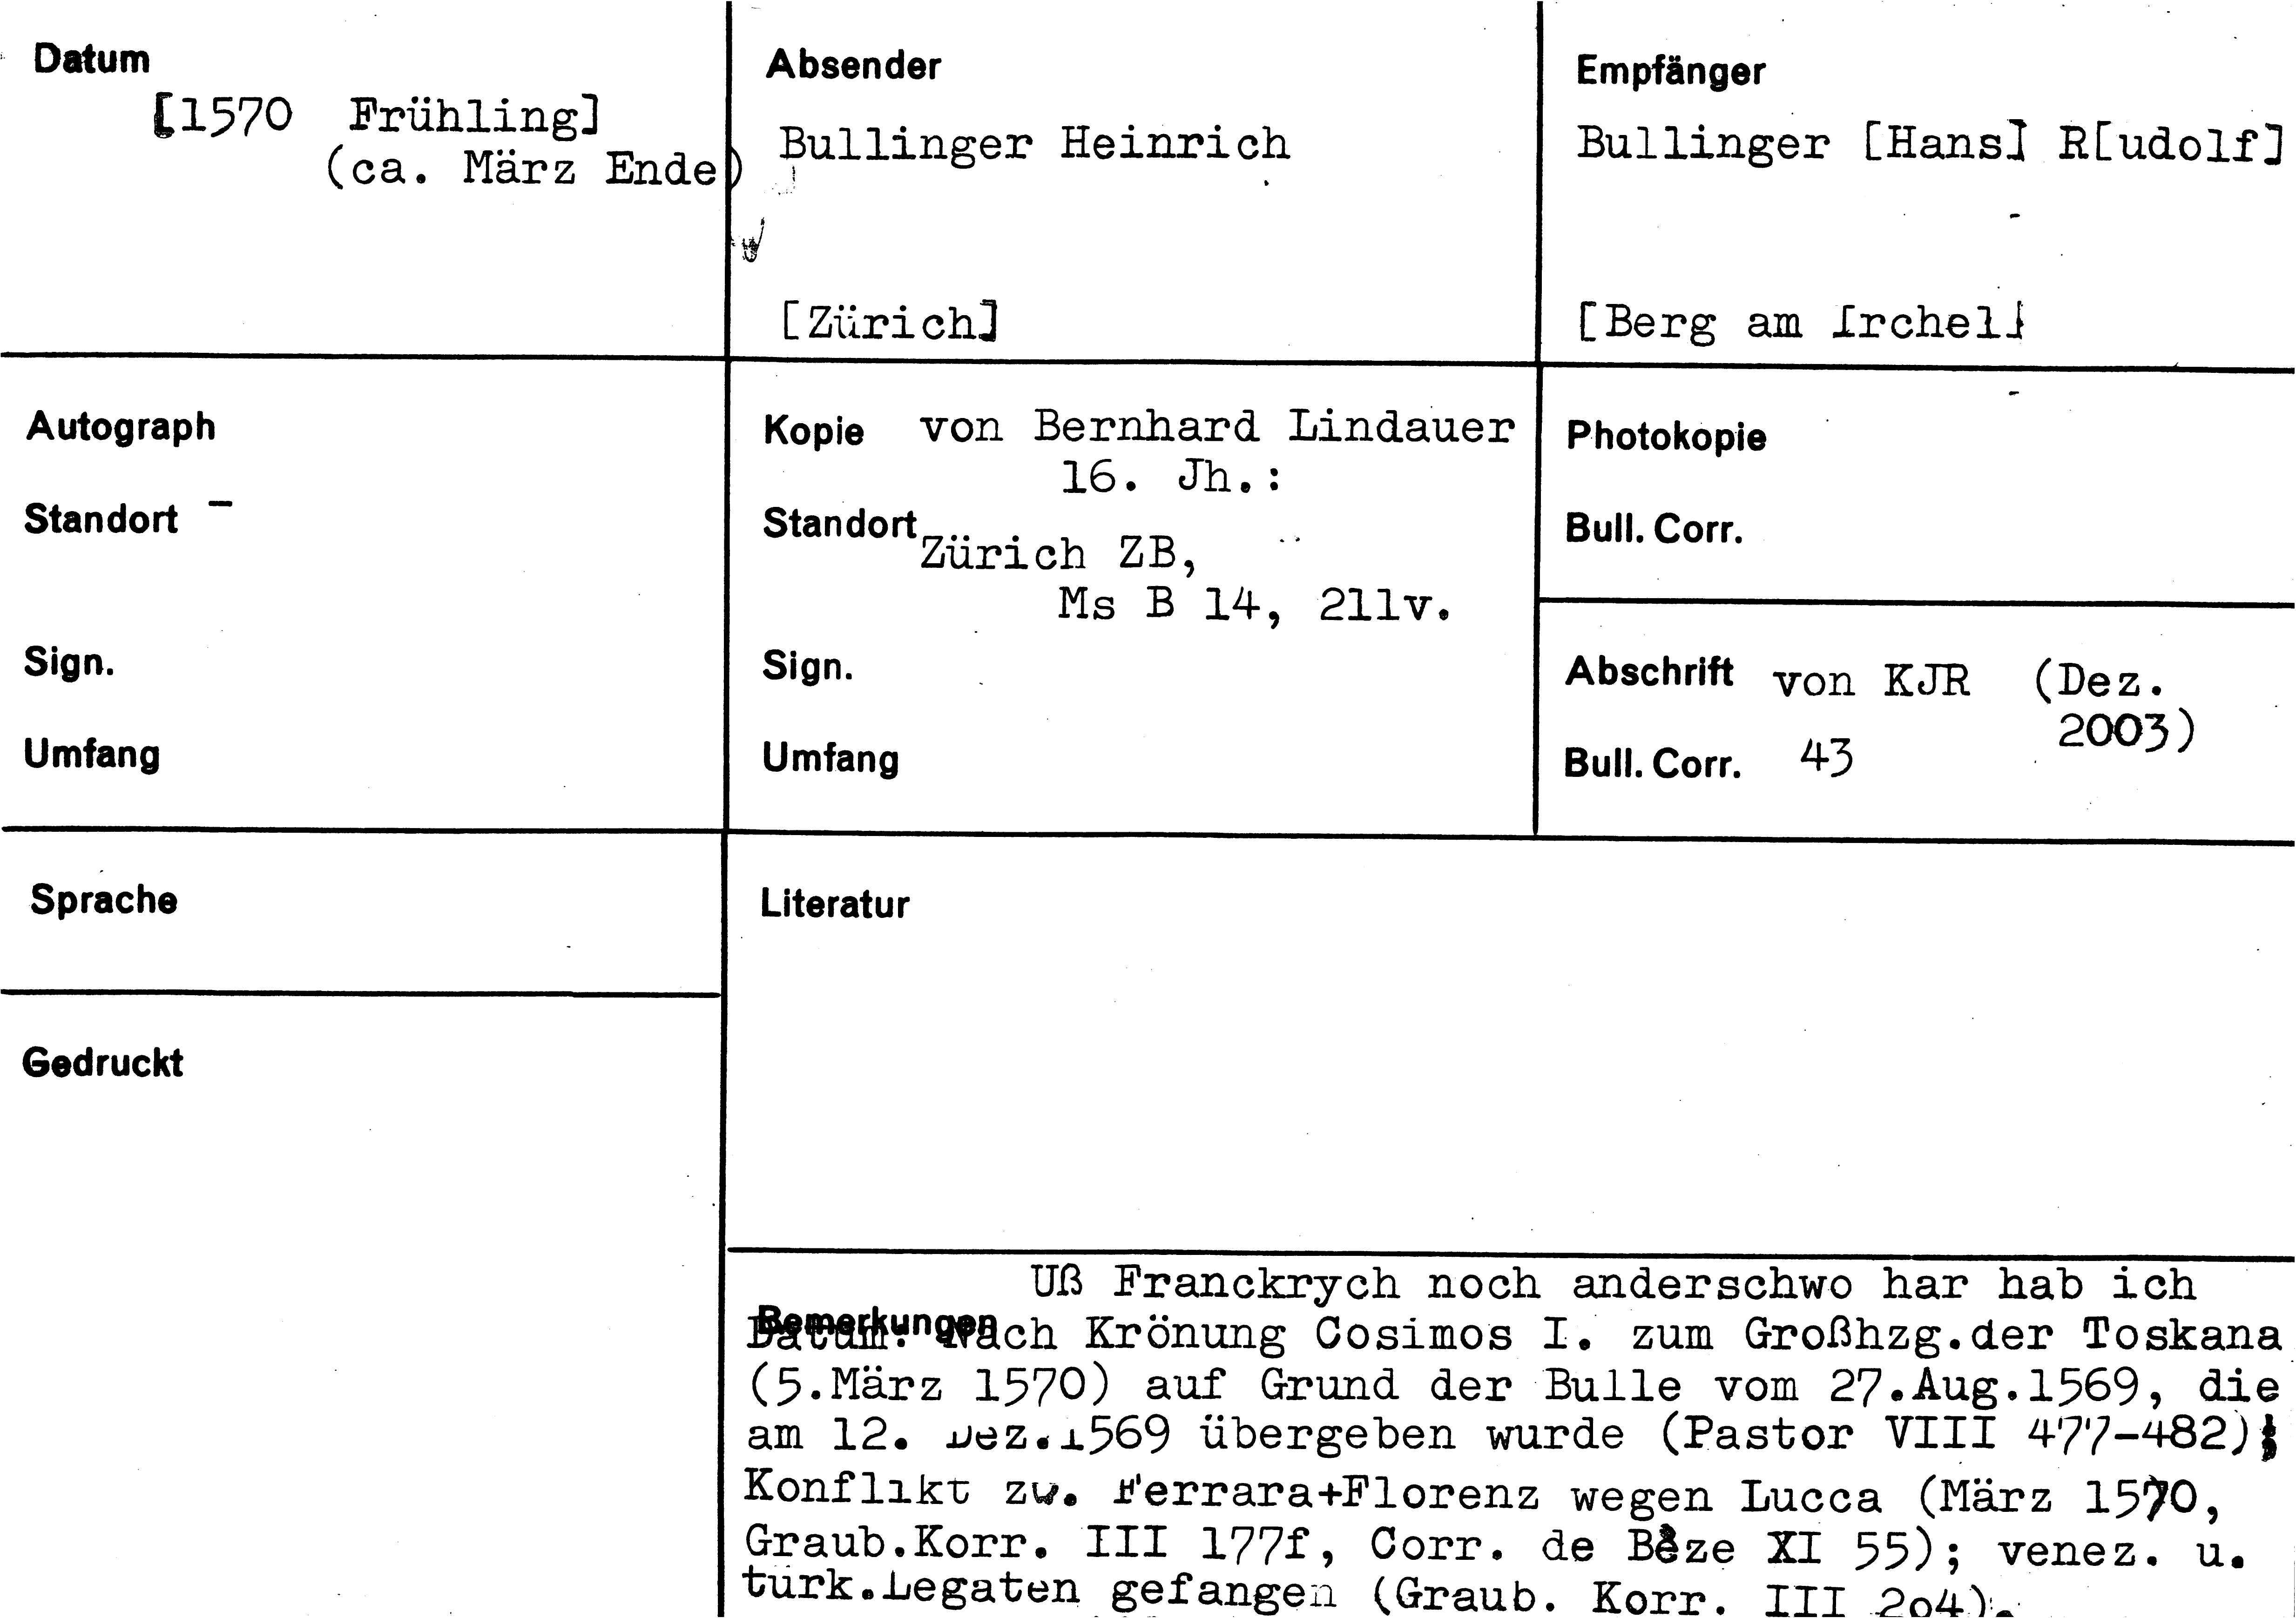 Datum
[1570 Frühling]
(ca. März Ende)
Absender
Bullinger Heinrich
[Zürich]
Empfänger
Bullinger [Hans] R[udolf]
[Berg am Irchel]
Autograph
Standort –
Sign.
Umfang
Kopie von Bernhard Lindauer
16. Jh.:
Standort
Zürich ZB,
Ms B 14, 211v.
Sign.
Umfang
Photokopie
Bull. Corr.
Abschrift von KJR (Dez.
2003)
Bull. Corr. 43
Sprache
Literatur
Gedruckt
Uß Franckrych noch anderschwo har hab ich
Bemerkungen
Datum: Nach Krönung Cosimos I. zum Großhzg.der Toskana
(5.März 1570) auf Grund der Bulle vom 27.Aug.1569, die
am 12. Dez.1569 übergeben wurde (Pastor VIII 477-482);
Konflikt zw. Ferrara+Florenz wegen Lucca (März 1570,
Graub.Korr. III 177f, Corr. de Bèze XI 55); venez. u.
türk.Legaten gefangen (Graub. Korr. III 2o4).